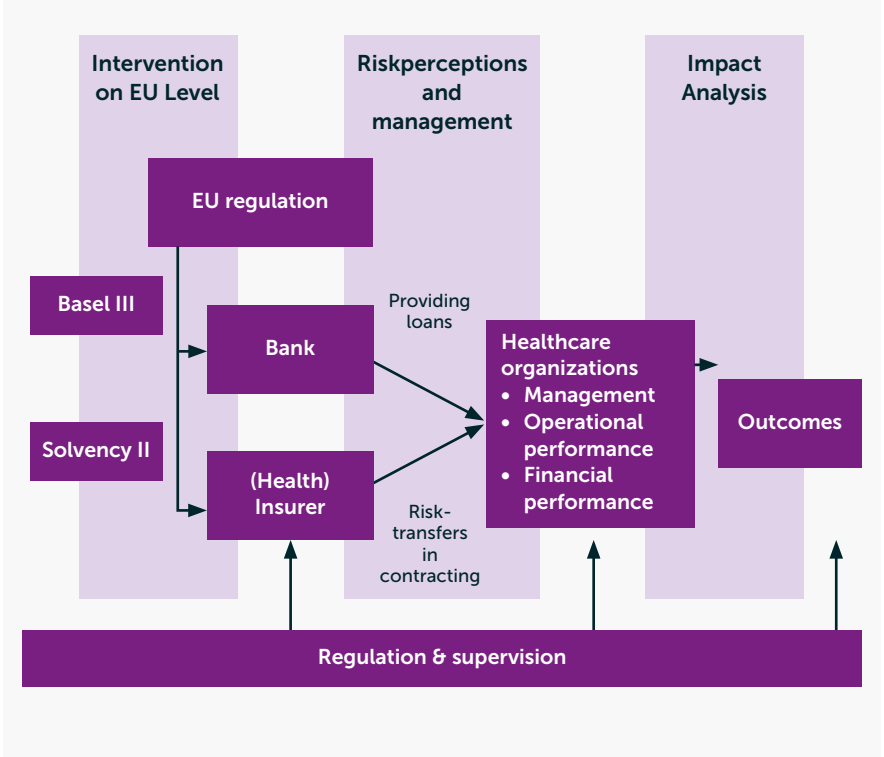 Intervention
on EU Level
Riskperceptions
and
management
Impact
Analysis
EU regulation
Basel III
Bank
Providing
loans
Healthcare
organizations
• Management
• Operational
performance
• Financial
performance
Outcomes
Solvency II
(Health)
Insurer
Risk-
transfers
in
contracting
Regulation & supervision